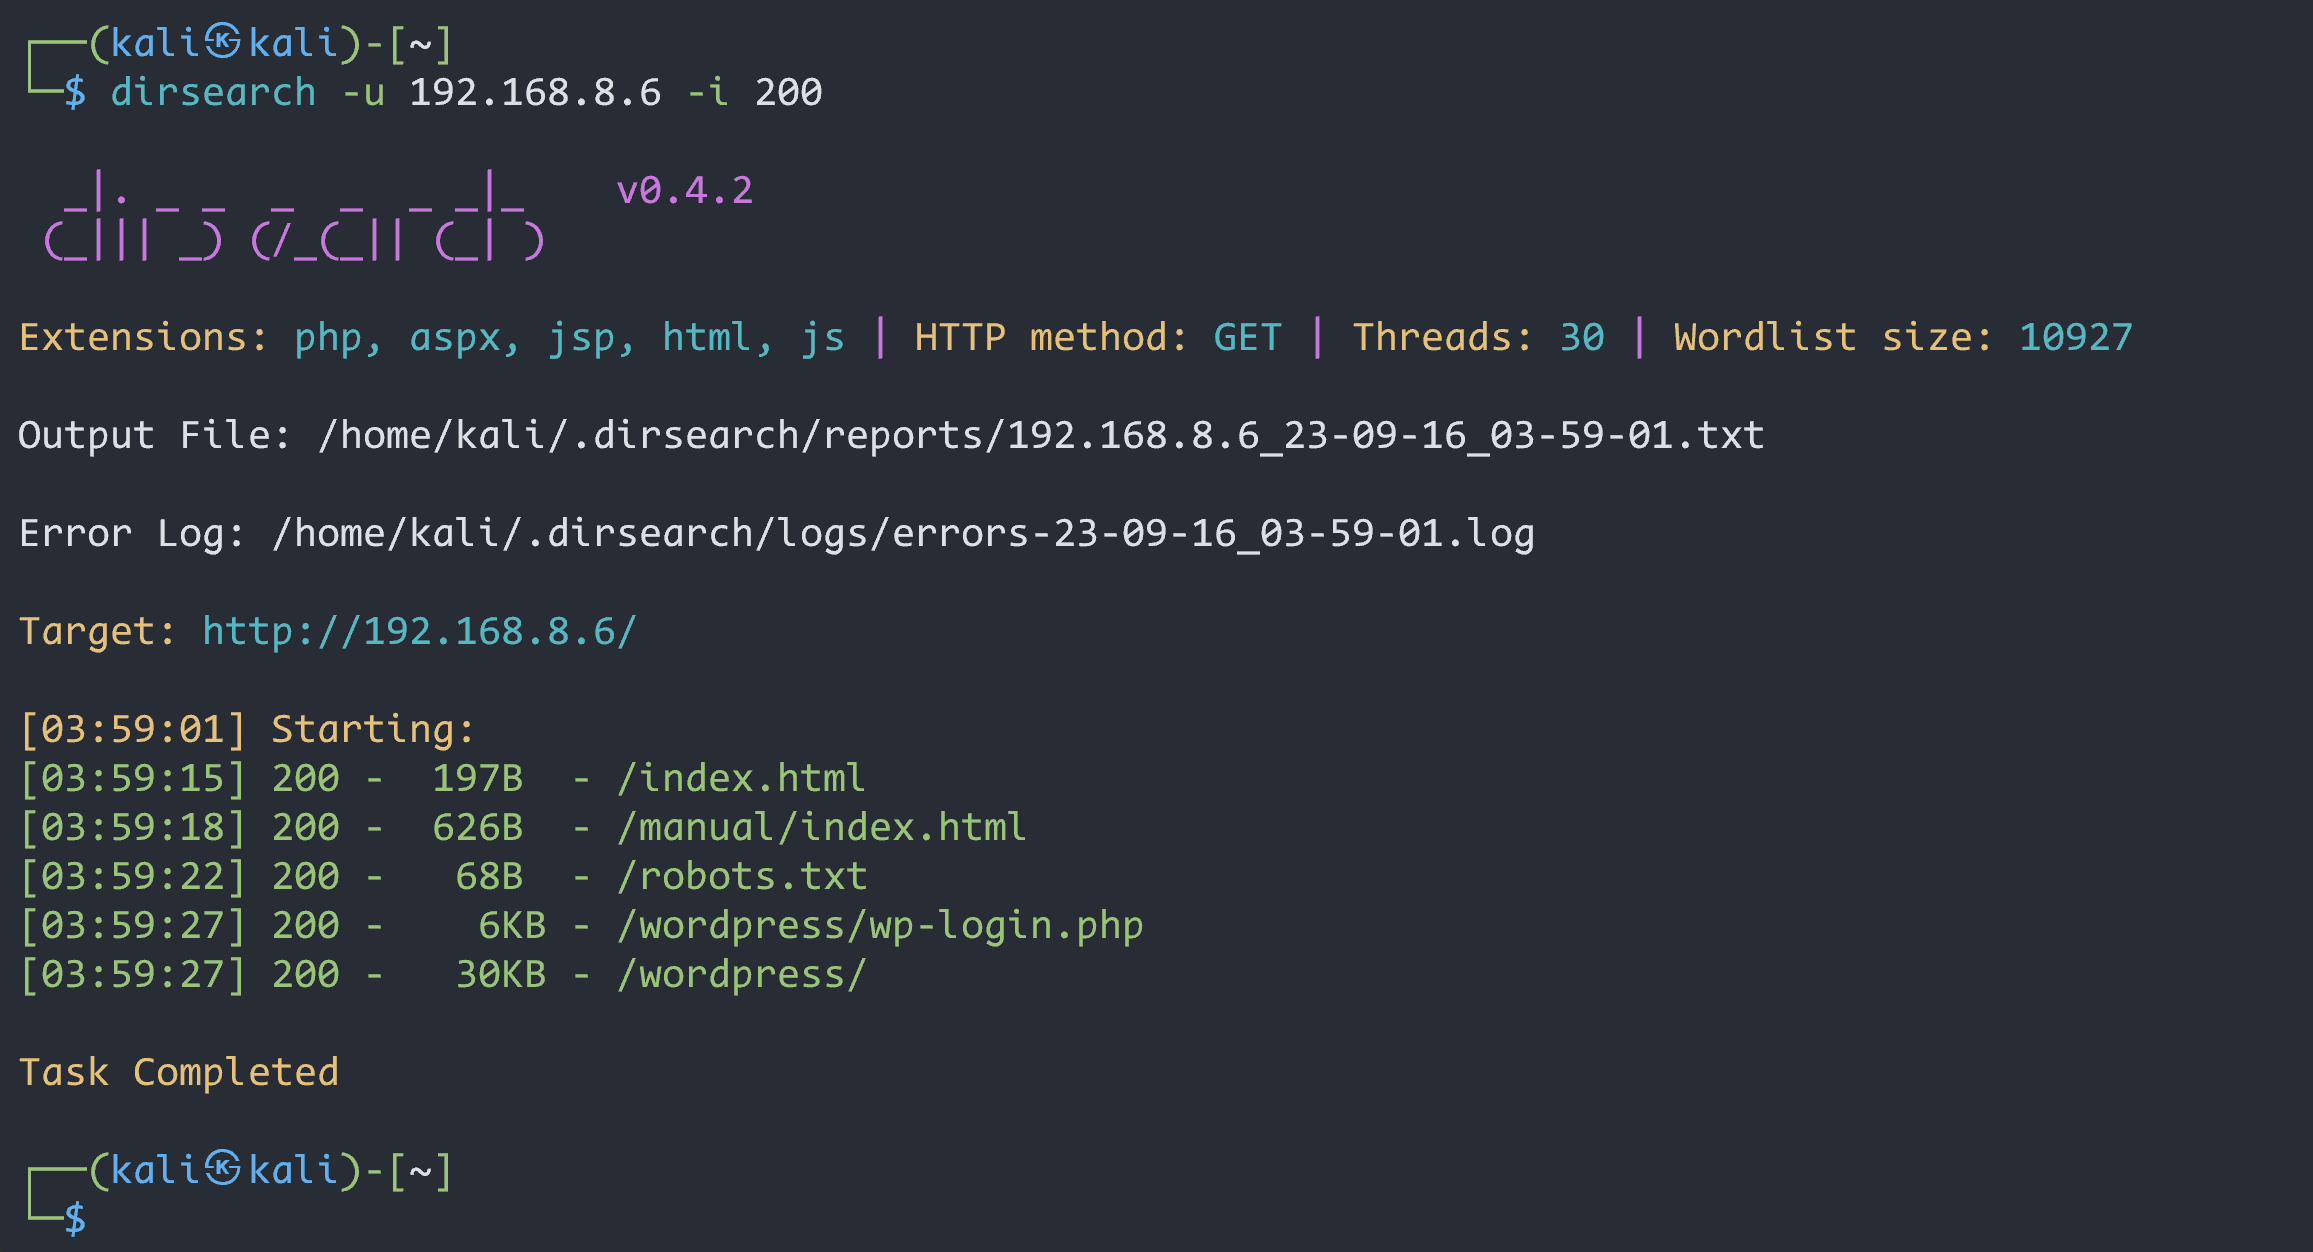 ┌──(kali㉿kali)-[~]
└─$ dirsearch -u 192.168.8.6 -i 200

  _|. _ _  _  _  _ _|_    v0.4.2
 (_||| _) (/_(_|| (_| )

Extensions: php, aspx, jsp, html, js | HTTP method: GET | Threads: 30 | Wordlist size: 10927

Output File: /home/kali/.dirsearch/reports/192.168.8.6_23-09-16_03-59-01.txt

Error Log: /home/kali/.dirsearch/logs/errors-23-09-16_03-59-01.log

Target: http://192.168.8.6/

[03:59:01] Starting:
[03:59:15] 200 -  197B  - /index.html
[03:59:18] 200 -  626B  - /manual/index.html
[03:59:22] 200 -   68B  - /robots.txt
[03:59:27] 200 -    6KB - /wordpress/wp-login.php
[03:59:27] 200 -   30KB - /wordpress/

Task Completed

┌──(kali㉿kali)-[~]
└─$